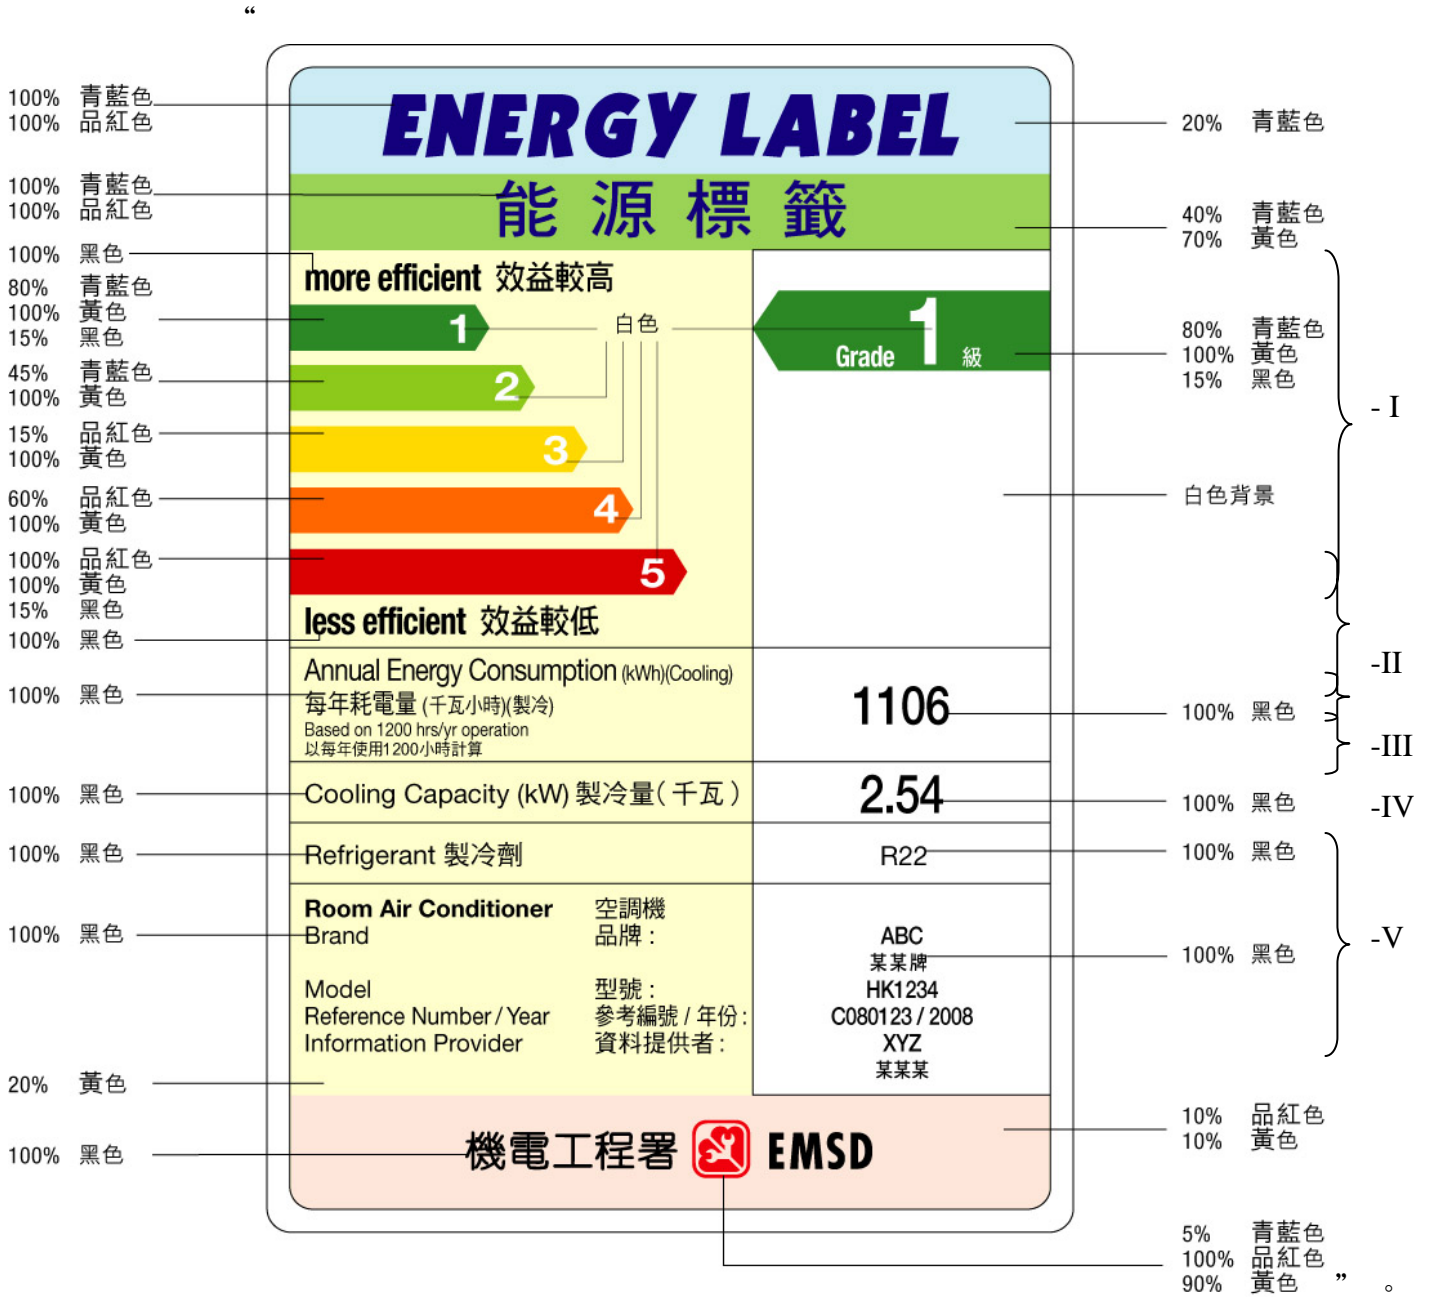 “
100% 青藍色
100% 品紅色
100% 青藍色
100% 品紅色
100% 黑色
80% 青藍色
100% 黃色
15% 黑色
45% 青藍色
100% 黃色
15% 品紅色
100% 黃色
60% 品紅色
100% 黃色
100% 品紅色
100% 黃色
15% 黑色
100% 黑色
100% 黑色
100% 黑色
100% 黑色
100% 黑色
20% 黃色
100% 黑色
ENERGY LABEL
能源標籤
more efficient 效益較高
1
2
3
4
5
白色
Grade 1 級
less efficient 效益較低
Annual Energy Consumption (kWh)(Cooling)
每年耗電量 (千瓦小時)(製冷)
Based on 1200 hrs/yr operation
以每年使用1200小時計算
1106
Cooling Capacity (kW) 製冷量(千瓦)
2.54
Refrigerant 製冷劑
R22
Room Air Conditioner 空調機
Brand 品牌 :
ABC
某某牌
Model 型號 :
HK1234
Reference Number / Year 參考編號 / 年份 :
C080123 / 2008
Information Provider 資料提供者 :
XYZ
某某某
機電工程署 EMSD
20% 青藍色
40% 青藍色
70% 黃色
80% 青藍色
100% 黃色
15% 黑色
白色背景
100% 黑色
100% 黑色
100% 黑色
100% 黑色
10% 品紅色
10% 黃色
5% 青藍色
100% 品紅色
90% 黃色 ” 。
- I
-II
-III
-IV
-V